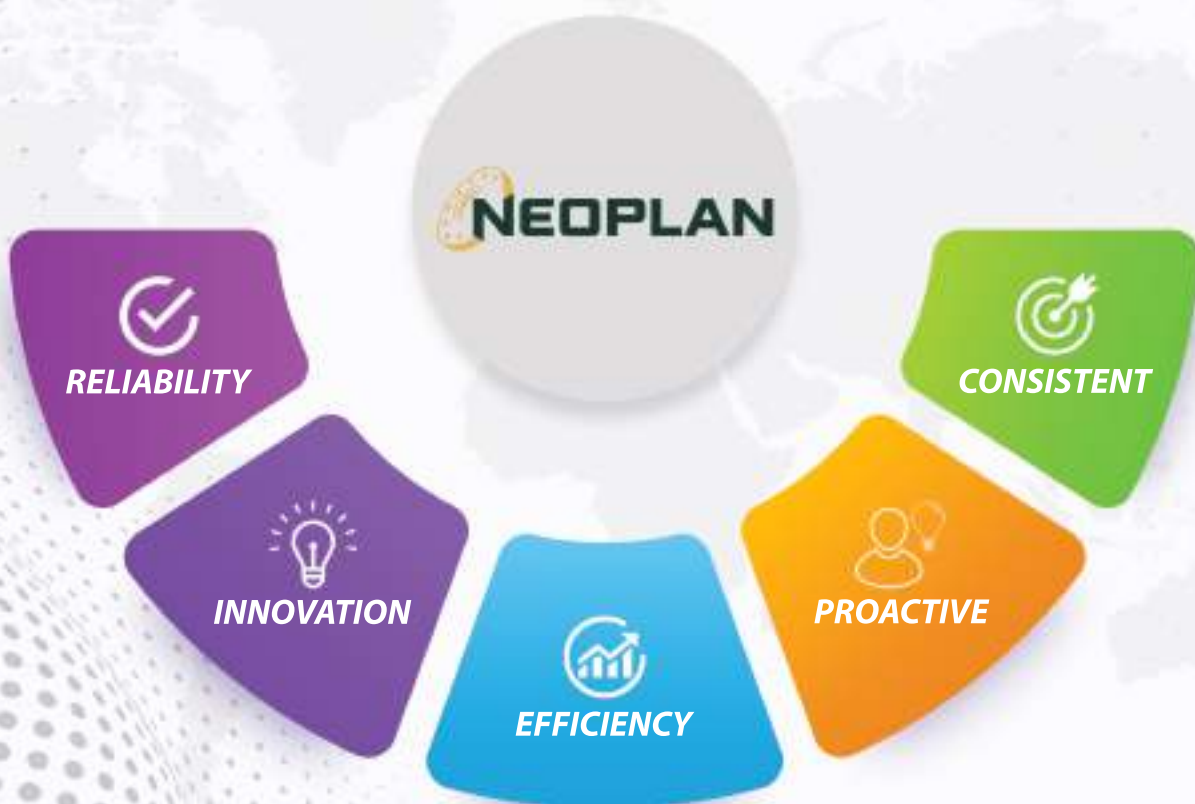 NEOPLAN
RELIABILITY
CONSISTENT
INNOVATION
PROACTIVE
EFFICIENCY